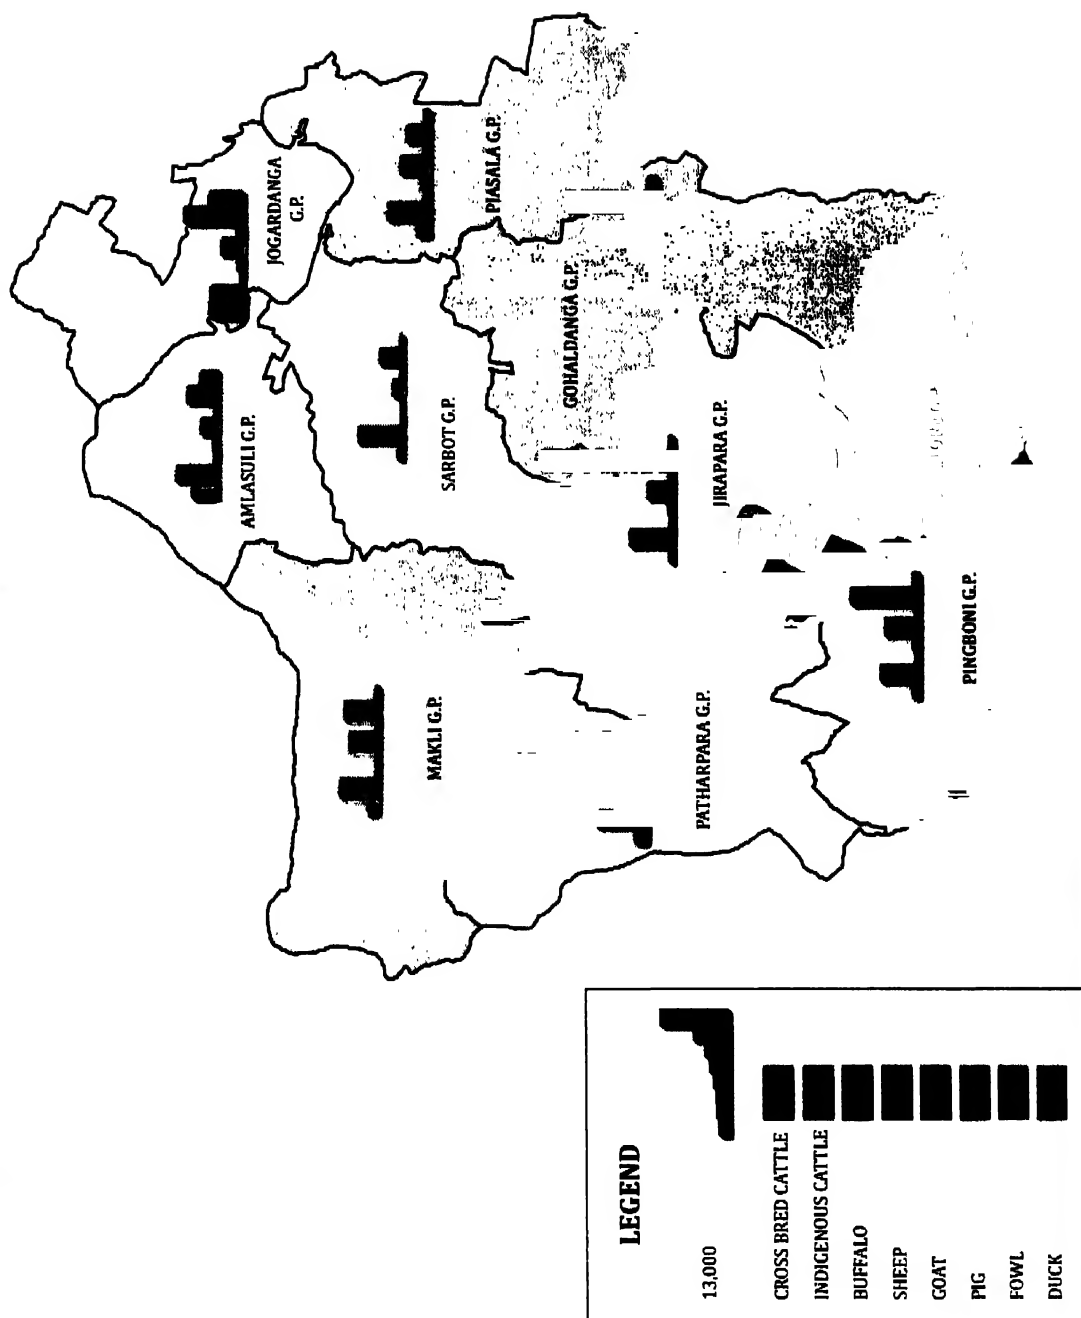 JOGARDANGA
G.P.
PIASALA G.P.
AMLASULI G.P.
SARBOT G.P.
GOHALDANGA G.P.
MAKLI G.P.
JIRAPARA G.P.
PATHARPARA G.P.
PINGBONI G.P.
LEGEND
13,000
CROSS BRED CATTLE
INDIGENOUS CATTLE
BUFFALO
SHEEP
GOAT
PIG
FOWL
DUCK